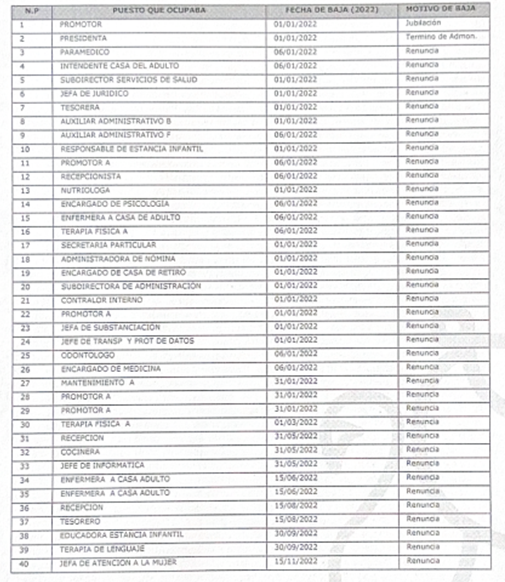 N.P PUESTO QUE OCUPABA FECHA DE BAJA (2022) MOTIVO DE BAJA
1 PROMOTOR 01/01/2022 Jubilación
2 PRESIDENTA 01/01/2022 Termino de Admon.
3 PARAMEDICO 06/01/2022 Renuncia
4 INTENDENTE CASA DEL ADULTO 06/01/2022 Renuncia
5 SUBDIRECTOR SERVICIOS DE SALUD 01/01/2022 Renuncia
6 JEFA DE JURIDICO 01/01/2022 Renuncia
7 TESORERA 01/01/2022 Renuncia
8 AUXILIAR ADMINISTRATIVO B 01/01/2022 Renuncia
9 AUXILIAR ADMINISTRATIVO F 06/01/2022 Renuncia
10 RESPONSABLE DE ESTANCIA INFANTIL 01/01/2022 Renuncia
11 PROMOTOR A 06/01/2022 Renuncia
12 RECEPCIONISTA 06/01/2022 Renuncia
13 NUTRIOLOGA 01/01/2022 Renuncia
14 ENCARGADO DE PSICOLOGIA 06/01/2022 Renuncia
15 ENFERMERA A CASA DE ADULTO 06/01/2022 Renuncia
16 TERAPIA FISICA A 06/01/2022 Renuncia
17 SECRETARIA PARTICULAR 01/01/2022 Renuncia
18 ADMINISTRADORA DE NOMINA 01/01/2022 Renuncia
19 ENCARGADO DE CASA DE RETIRO 01/01/2022 Renuncia
20 SUBDIRECTORA DE ADMINISTRACION 01/01/2022 Renuncia
21 CONTRALOR INTERNO 01/01/2022 Renuncia
22 PROMOTOR A 01/01/2022 Renuncia
23 JEFA DE SUBSTANCIACION 01/01/2022 Renuncia
24 JEFE DE TRANSP Y PROT DE DATOS 01/01/2022 Renuncia
25 ODONTOLOGO 06/01/2022 Renuncia
26 ENCARGADO DE MEDICINA 06/01/2022 Renuncia
27 MANTENIMIENTO A 31/01/2022 Renuncia
28 PROMOTOR A 31/01/2022 Renuncia
29 PROMOTOR A 31/01/2022 Renuncia
30 TERAPIA FISICA A 01/03/2022 Renuncia
31 RECEPCION 31/05/2022 Renuncia
32 COCINERA 31/05/2022 Renuncia
33 JEFE DE INFORMATICA 31/05/2022 Renuncia
34 ENFERMERA A CASA ADULTO 15/06/2022 Renuncia
35 ENFERMERA A CASA ADULTO 15/06/2022 Renuncia
36 RECEPCION 15/08/2022 Renuncia
37 TESORERO 15/08/2022 Renuncia
38 EDUCADORA ESTANCIA INFANTIL 30/09/2022 Renuncia
39 TERAPIA DE LENGUAJE 30/09/2022 Renuncia
40 JEFA DE ATENCION A LA MUJER 15/11/2022 Renuncia